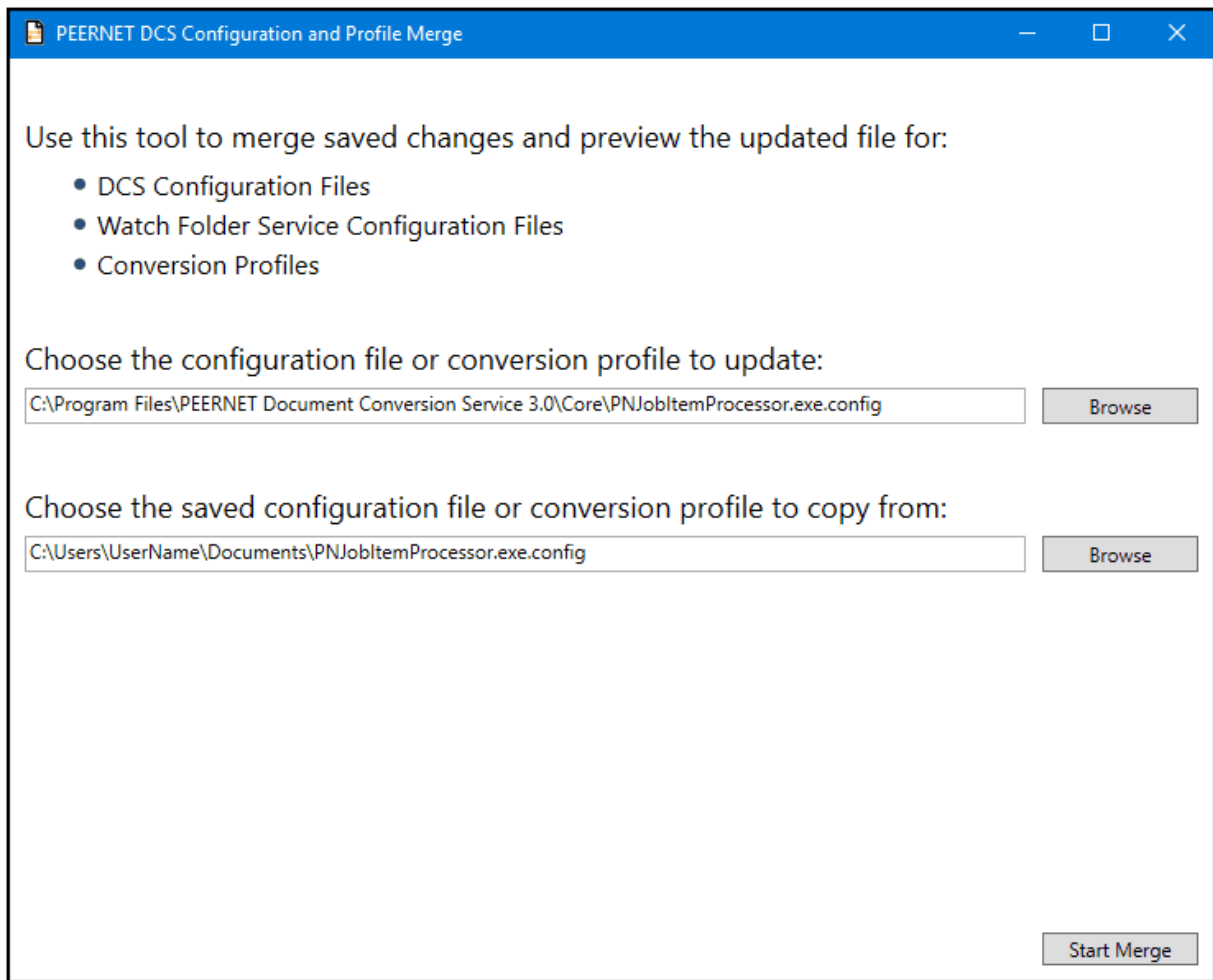 PEERNET DCS Configuration and Profile Merge
Use this tool to merge saved changes and preview the updated file for:
• DCS Configuration Files
• Watch Folder Service Configuration Files
• Conversion Profiles
Choose the configuration file or conversion profile to update:
C:\Program Files\PEERNET Document Conversion Service 3.0\Core\PNJobItemProcessor.exe.config
Browse
Choose the saved configuration file or conversion profile to copy from:
C:\Users\UserName\Documents\PNJobItemProcessor.exe.config
Browse
Start Merge